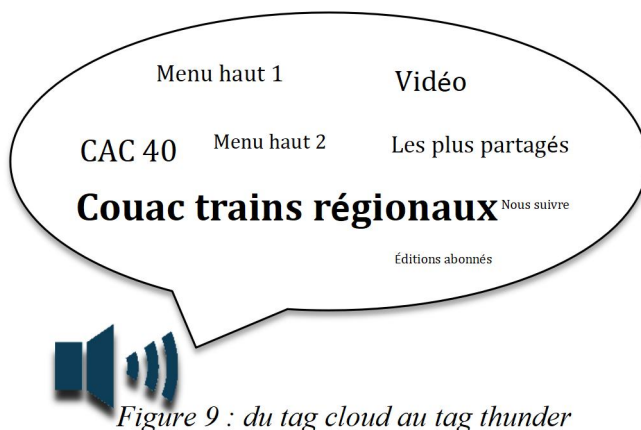 Menu haut 1
Vidéo
CAC 40
Menu haut 2
Les plus partagés
Couac trains régionaux
Nous suivre
Éditions abonnés
Figure 9 : du tag cloud au tag thunder